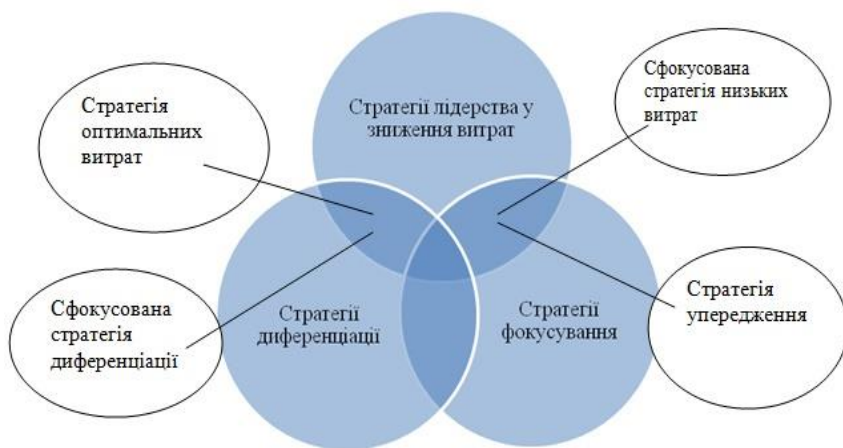 Стратегія
оптимальних
витрат
Стратегії лідерства у
зниження витрат
Сфокусована
стратегія низьких
витрат
Сфокусована
стратегія
диференціації
Стратегії
диференціації
Стратегії
фокусування
Стратегія
упередження